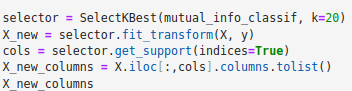 selector = SelectKBest(mutual_info_classif, k=20)
X_new = selector.fit_transform(X, y)
cols = selector.get_support(indices=True)
X_new_columns = X.iloc[:,cols].columns.tolist()
X_new_columns